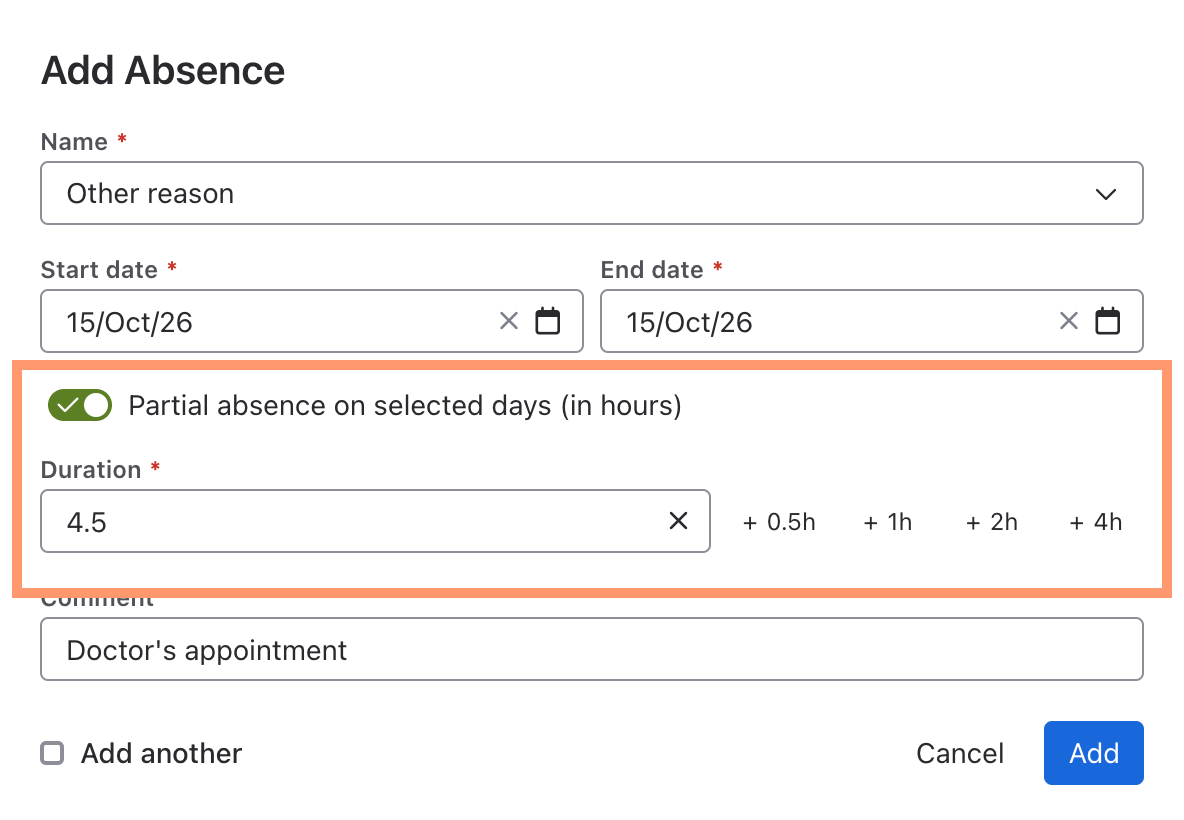 Add Absence
Name *
Other reason
Start date * End date *
15/Oct/26 15/Oct/26
Partial absence on selected days (in hours)
Duration *
4.5 + 0.5h + 1h + 2h + 4h
Comment
Doctor's appointment
Add another Cancel Add